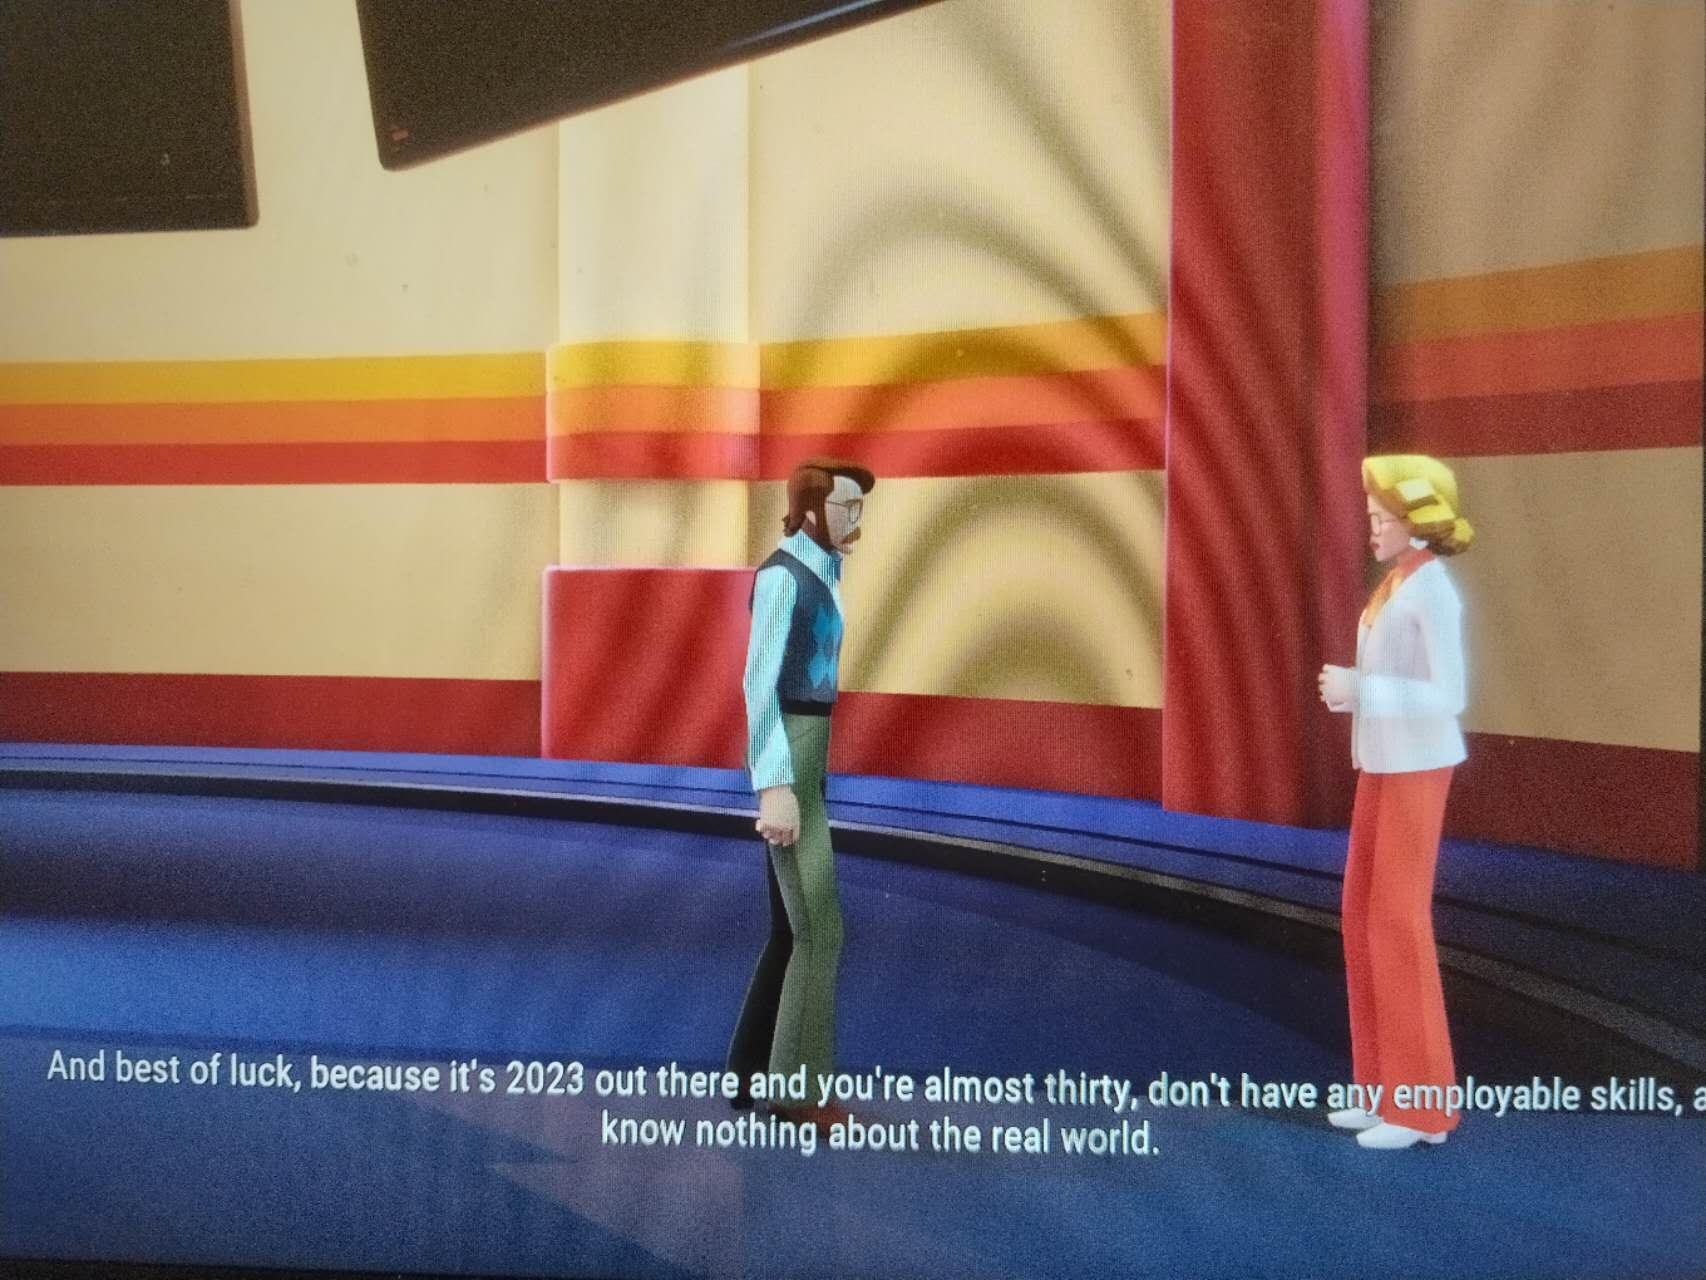 And best of luck, because it's 2023 out there and you're almost thirty, don't have any employable skills, a
know nothing about the real world.